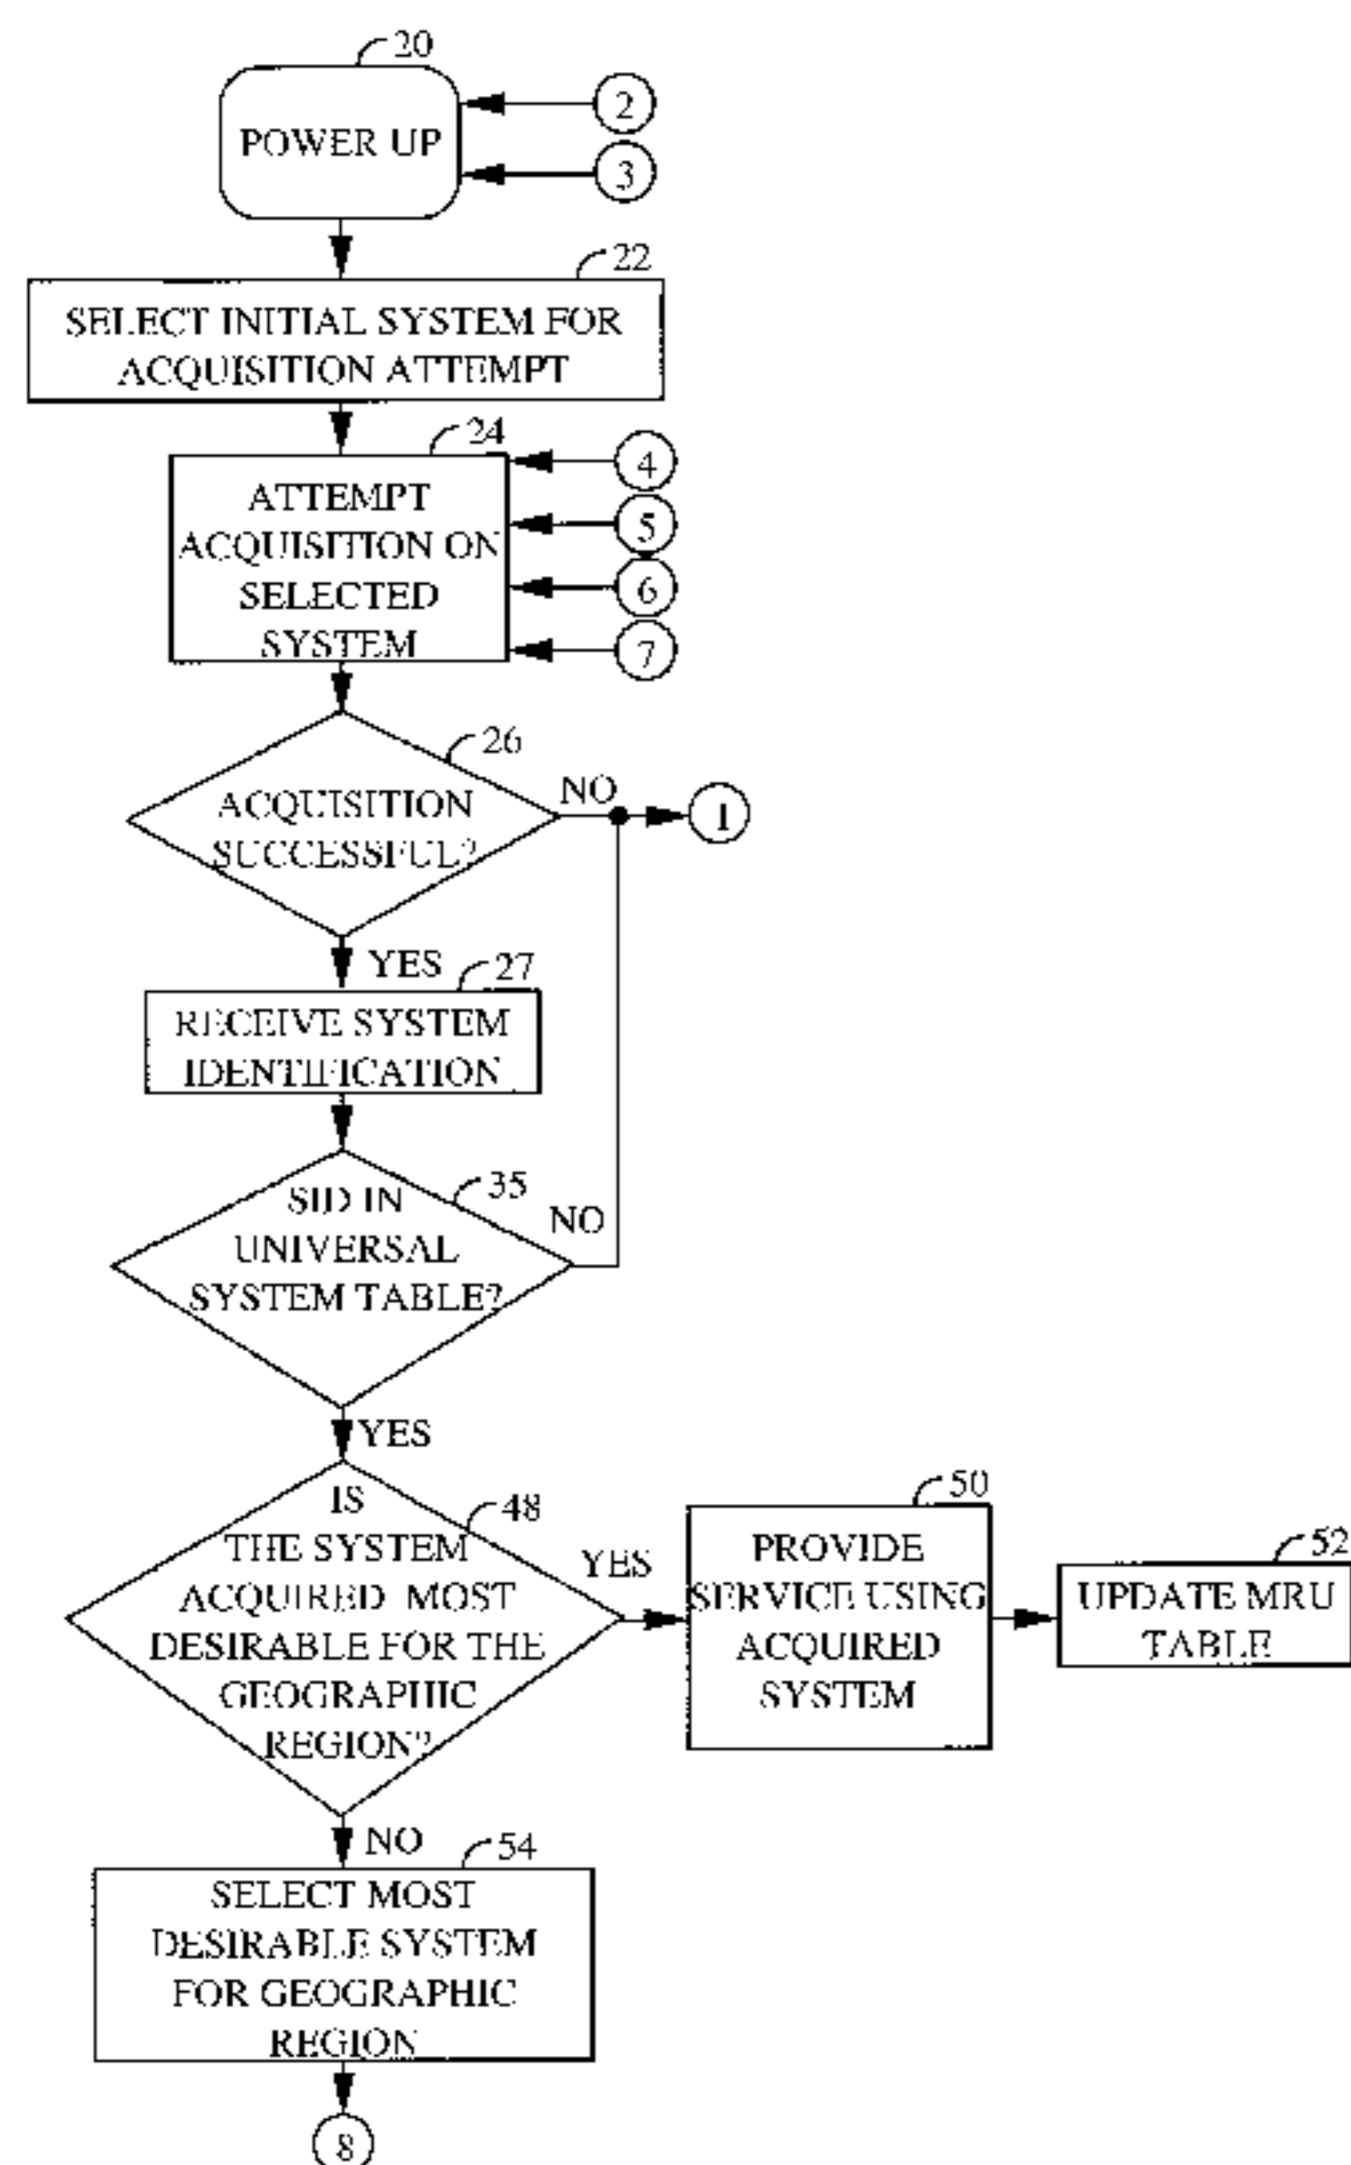 20
POWER UP
2
3
22
SELECT INITIAL SYSTEM FOR
ACQUISITION ATTEMPT
24
ATTEMPT
ACQUISITION ON
SELECTED
SYSTEM
4
5
6
7
26
ACQUISITION
SUCCESSFUL?
NO
1
YES
27
RECEIVE SYSTEM
IDENTIFICATION
35
SID IN
UNIVERSAL
SYSTEM TABLE?
NO
YES
48
IS
THE SYSTEM
ACQUIRED MOST
DESIRABLE FOR THE
GEOGRAPHIC
REGION?
YES
50
PROVIDE
SERVICE USING
ACQUIRED
SYSTEM
52
UPDATE MRU
TABLE
NO
54
SELECT MOST
DESIRABLE SYSTEM
FOR GEOGRAPHIC
REGION
8